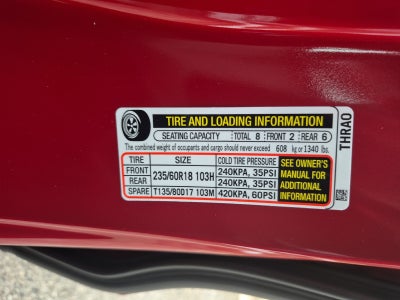 TIRE AND LOADING INFORMATION
SEATING CAPACITY TOTAL 8 FRONT 2 REAR 6
The combined weight of occupants and cargo should never exceed 608 kg or 1340 lbs.
TIRE SIZE COLD TIRE PRESSURE
FRONT 235/60R18 103H 240KPA, 35PSI
REAR 240KPA, 35PSI
SPARE T135/80D17 103M 420KPA, 60PSI
SEE OWNER'S
MANUAL FOR
ADDITIONAL
INFORMATION
THRAO